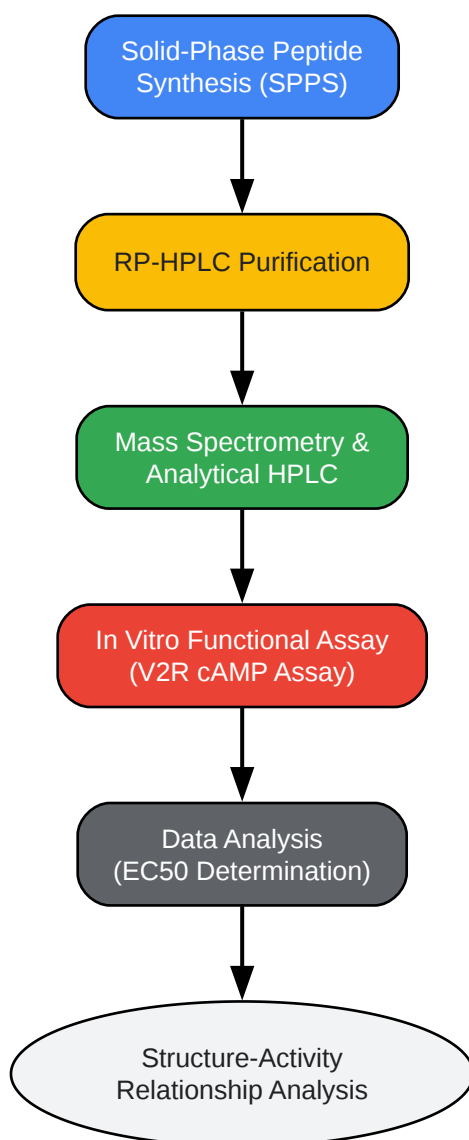 Solid-Phase Peptide
Synthesis (SPPS)
RP-HPLC Purification
Mass Spectrometry &
Analytical HPLC
In Vitro Functional Assay
(V2R cAMP Assay)
Data Analysis
(EC50 Determination)
Structure-Activity
Relationship Analysis